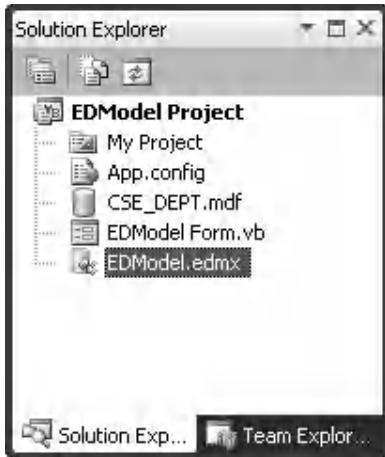 Solution Explorer
EDModel Project
My Project
App.config
CSE_DEPT.mdf
EDModel Form.vb
EDModel.edmx
Solution Exp... Team Explor...